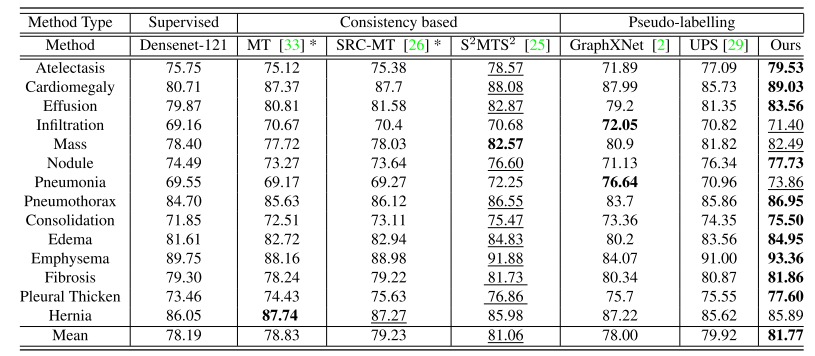 Method Type Supervised Consistency based Pseudo-labelling
Method Densenet-121 MT [33] * SRC-MT [26] * S²MTS² [25] GraphXNet [2] UPS [29] Ours
Atelectasis 75.75 75.12 75.38 78.57 71.89 77.09 79.53
Cardiomegaly 80.71 87.37 87.7 88.08 87.99 85.73 89.03
Effusion 79.87 80.81 81.58 82.87 79.2 81.35 83.56
Infiltration 69.16 70.67 70.4 70.68 72.05 70.82 71.40
Mass 78.40 77.72 78.03 82.57 80.9 81.82 82.49
Nodule 74.49 73.27 73.64 76.60 71.13 76.34 77.73
Pneumonia 69.55 69.17 69.27 72.25 76.64 70.96 73.86
Pneumothorax 84.70 85.63 86.12 86.55 83.7 85.86 86.95
Consolidation 71.85 72.51 73.11 75.47 73.36 74.35 75.50
Edema 81.61 82.72 82.94 84.83 80.2 83.56 84.95
Emphysema 89.75 88.16 88.98 91.88 84.07 91.00 93.36
Fibrosis 79.30 78.24 79.22 81.73 80.34 80.87 81.86
Pleural Thicken 73.46 74.43 75.63 76.86 75.7 75.55 77.60
Hernia 86.05 87.74 87.27 85.98 87.22 85.62 85.89
Mean 78.19 78.83 79.23 81.06 78.00 79.92 81.77